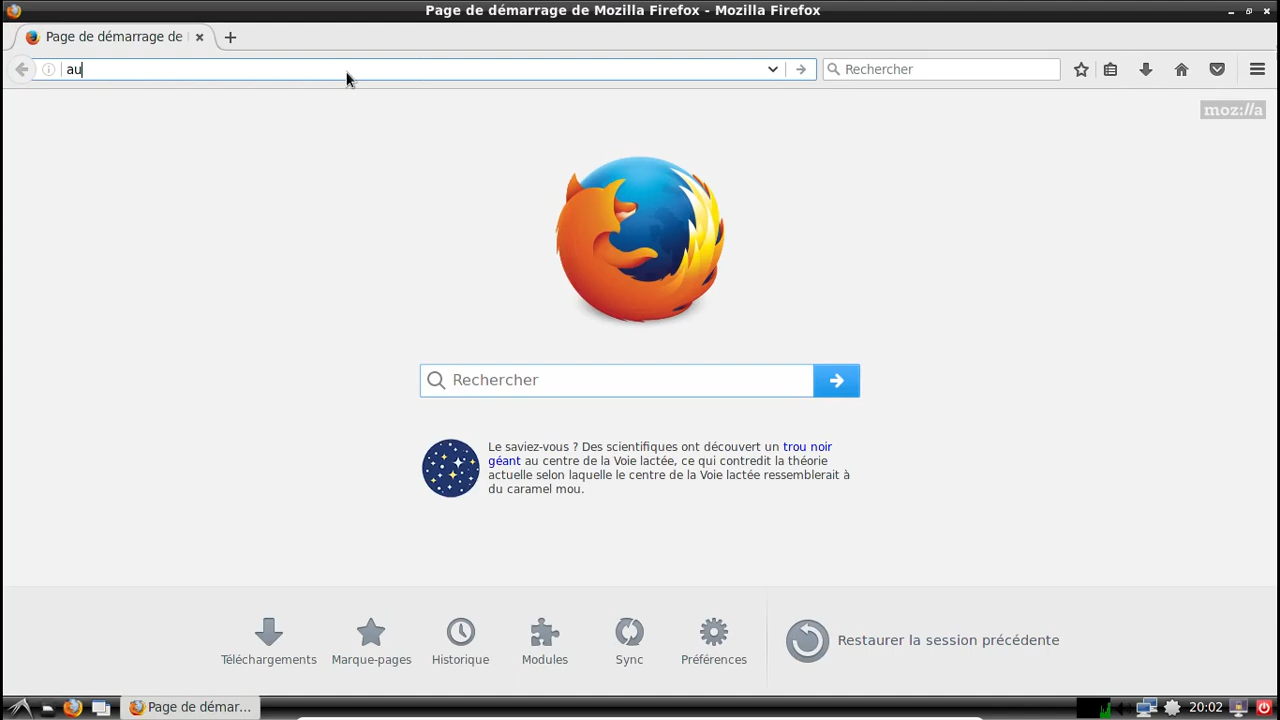 Page de démarrage de Mozilla Firefox - Mozilla Firefox
Page de démarrage de
au
Rechercher
moz://a
Rechercher
Le saviez-vous ? Des scientifiques ont découvert un trou noir
géant au centre de la Voie lactée, ce qui contredit la théorie
actuelle selon laquelle le centre de la Voie lactée ressemblerait à
du caramel mou.
Téléchargements
Marque-pages
Historique
Modules
Sync
Préférences
Restaurer la session précédente
Page de démar...
20:02